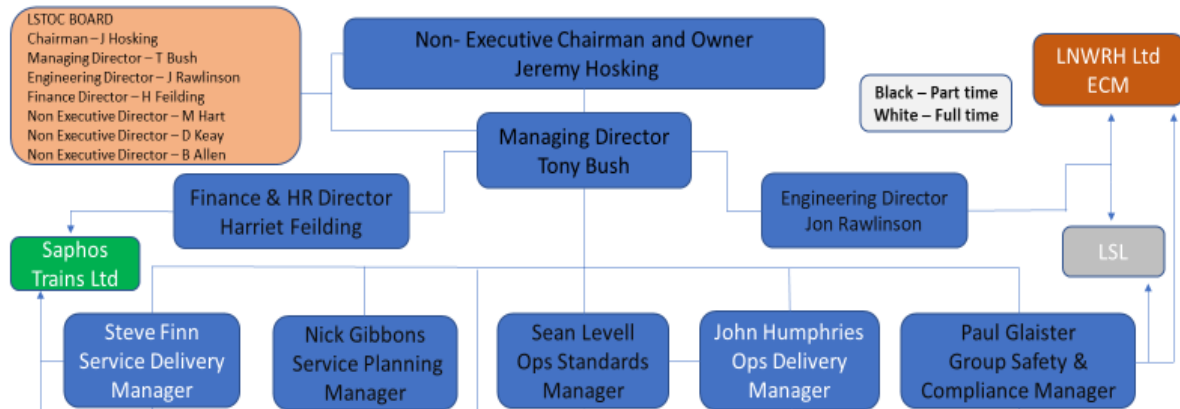 LSTOC BOARD
Chairman – J Hosking
Managing Director – T Bush
Engineering Director – J Rawlinson
Finance Director – H Feilding
Non Executive Director – M Hart
Non Executive Director – D Keay
Non Executive Director – B Allen
Non- Executive Chairman and Owner
Jeremy Hosking
Black – Part time
White – Full time
LNWRH Ltd
ECM
Managing Director
Tony Bush
Finance & HR Director
Harriet Feilding
Engineering Director
Jon Rawlinson
Saphos
Trains Ltd
LSL
Steve Finn
Service Delivery
Manager
Nick Gibbons
Service Planning
Manager
Sean Levell
Ops Standards
Manager
John Humphries
Ops Delivery
Manager
Paul Glaister
Group Safety &
Compliance Manager